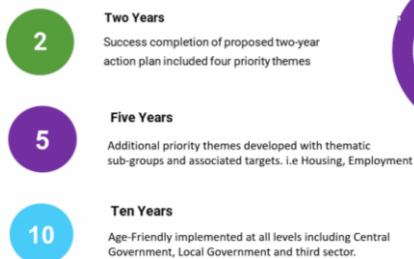 2
Two Years
Success completion of proposed two-year
action plan included four priority themes
5
Five Years
Additional priority themes developed with thematic
sub-groups and associated targets. i.e Housing, Employment
10
Ten Years
Age-Friendly implemented at all levels including Central
Government, Local Government and third sector.